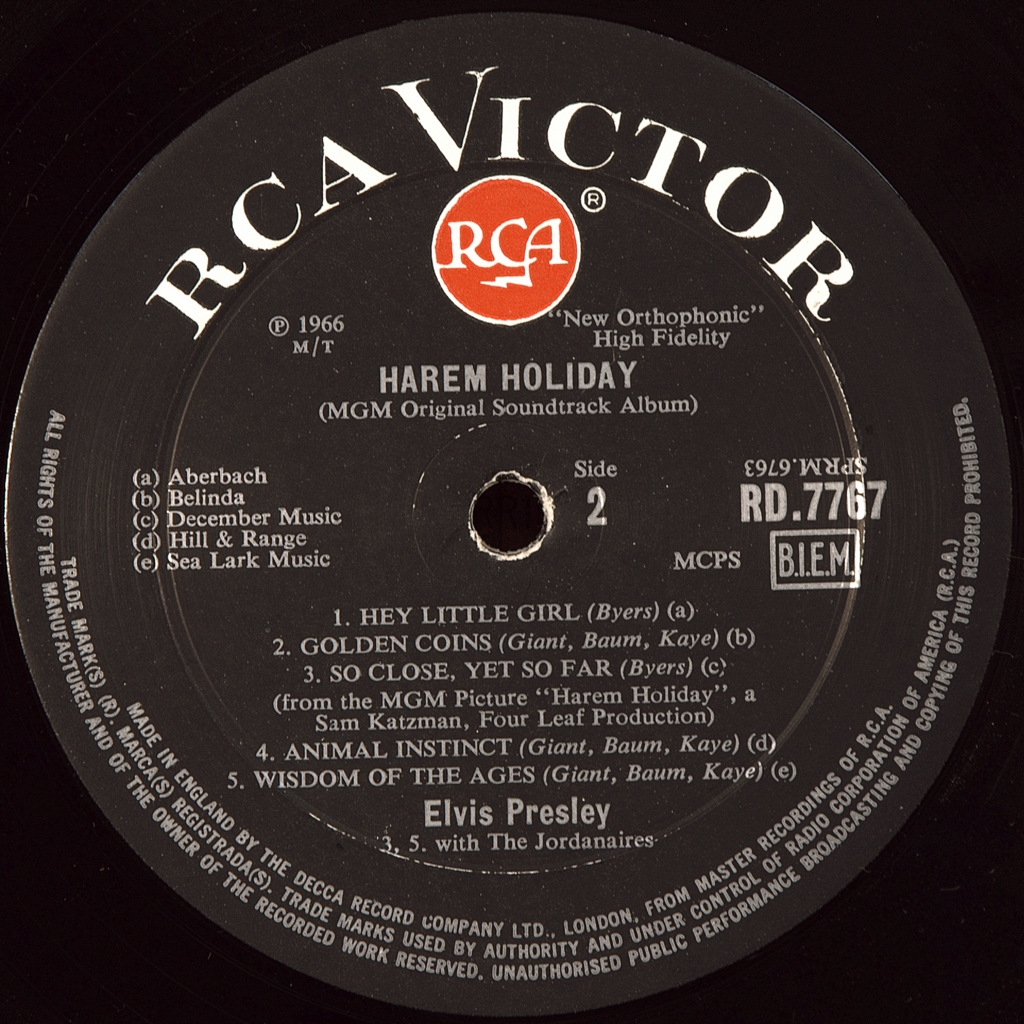 RCA VICTOR
RCA
®
℗ 1966
M/T
“New Orthophonic”
High Fidelity
HAREM HOLIDAY
(MGM Original Soundtrack Album)
(a) Aberbach
(b) Belinda
(c) December Music
(d) Hill & Range
(e) Sea Lark Music
Side
2
SPRM.6763
RD.7767
MCPS
B.I.E.M.
1. HEY LITTLE GIRL (Byers) (a)
2. GOLDEN COINS (Giant, Baum, Kaye) (b)
3. SO CLOSE, YET SO FAR (Byers) (c)
(from the MGM Picture “Harem Holiday”, a
Sam Katzman, Four Leaf Production)
4. ANIMAL INSTINCT (Giant, Baum, Kaye) (d)
5. WISDOM OF THE AGES (Giant, Baum, Kaye) (e)
Elvis Presley
3, 5. with The Jordanaires
MADE IN ENGLAND BY THE DECCA RECORD COMPANY LTD., LONDON, FROM MASTER RECORDINGS OF R.C.A.
TRADE MARK(S) (R). MARCA(S) REGISTRADA(S). TRADE MARKS USED BY AUTHORITY AND UNDER CONTROL OF RADIO CORPORATION OF AMERICA (R.C.A.)
ALL RIGHTS OF THE MANUFACTURER AND OF THE OWNER OF THE RECORDED WORK RESERVED. UNAUTHORISED PUBLIC PERFORMANCE BROADCASTING AND COPYING OF THIS RECORD PROHIBITED.